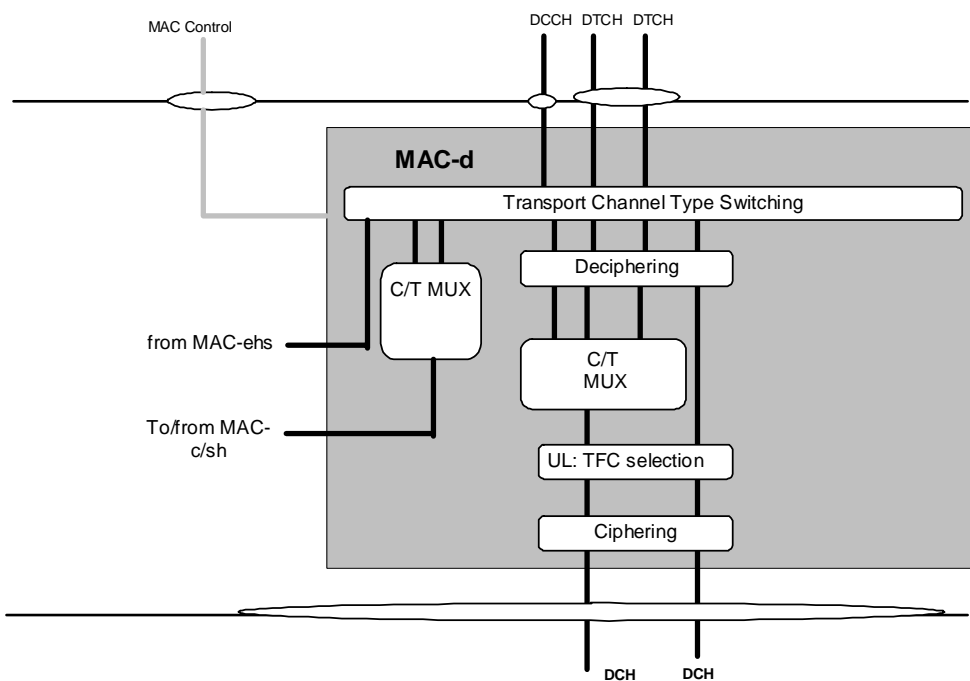 MAC Control
DCCH DTCH DTCH
MAC-d
Transport Channel Type Switching
Deciphering
C/T MUX
from MAC-ehs
C/T
MUX
To/from MAC-
c/sh
UL: TFC selection
Ciphering
DCH
DCH